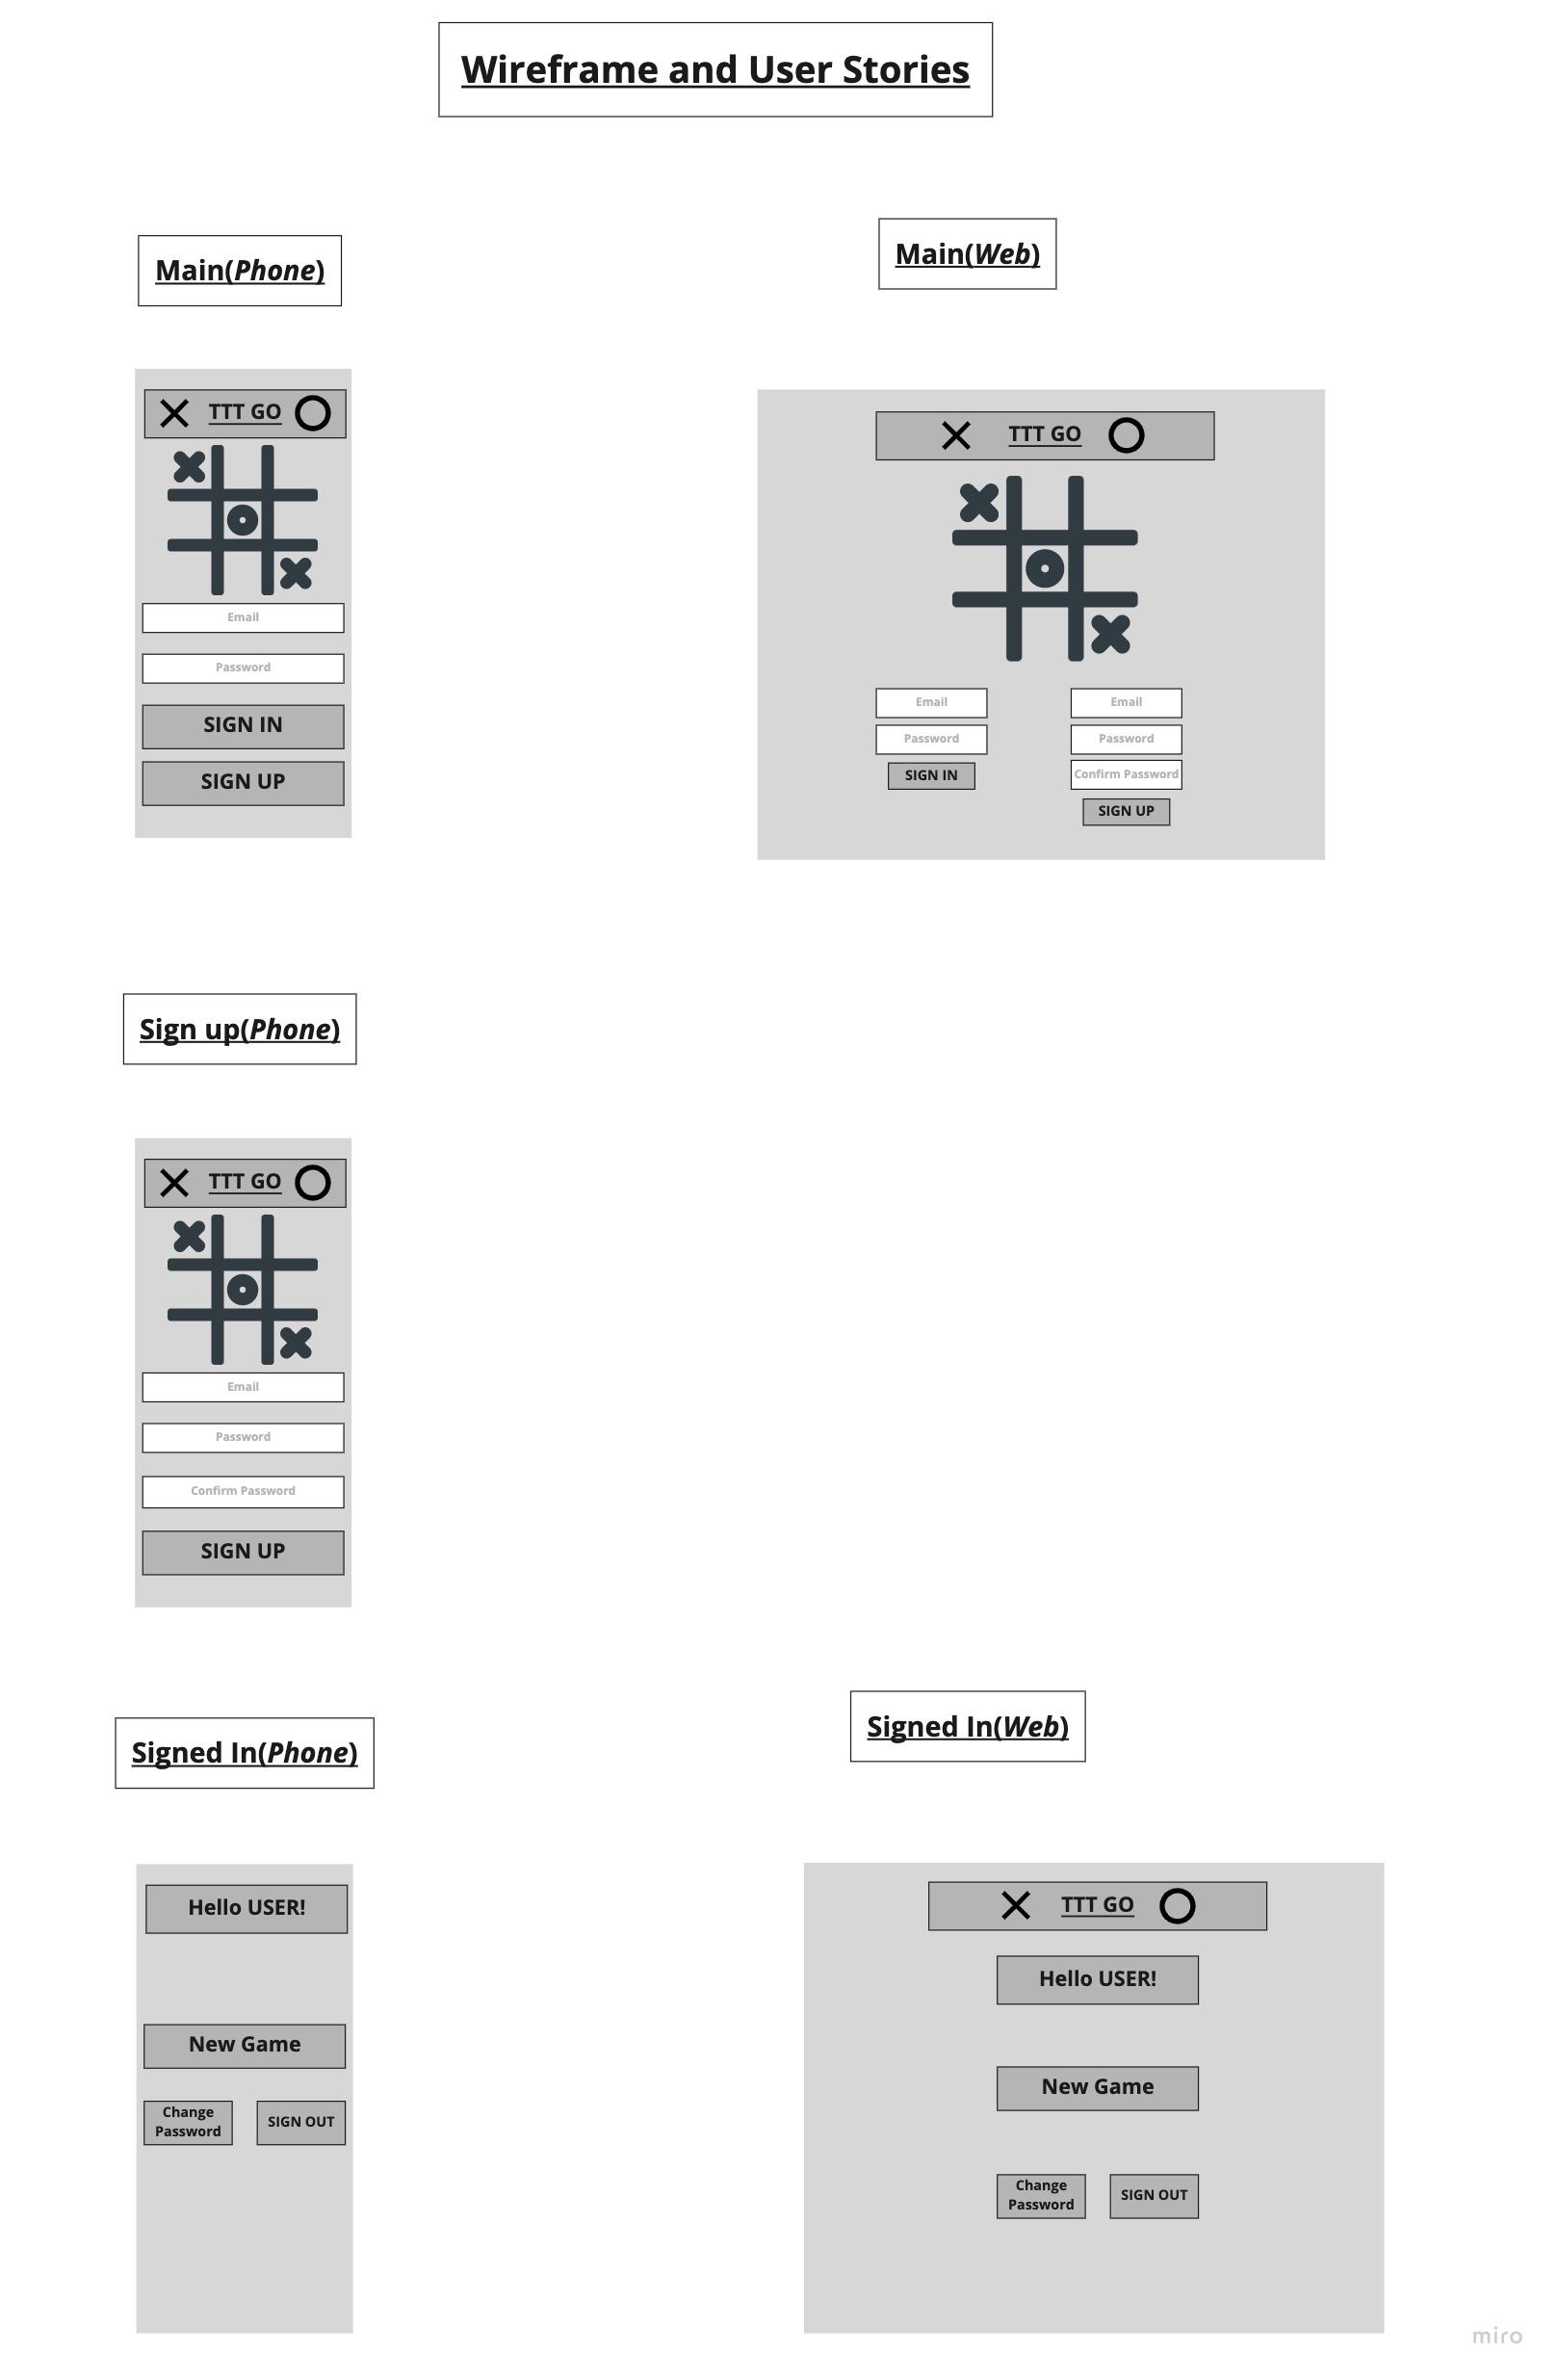 Wireframe and User Stories
Main(Phone)
Main(Web)
TTT GO
Email
Password
SIGN IN
SIGN UP
TTT GO
Email
Password
SIGN IN
Email
Password
Confirm Password
SIGN UP
Sign up(Phone)
TTT GO
Email
Password
Confirm Password
SIGN UP
Signed In(Phone)
Signed In(Web)
Hello USER!
New Game
Change
Password
SIGN OUT
TTT GO
Hello USER!
New Game
Change
Password
SIGN OUT
miro